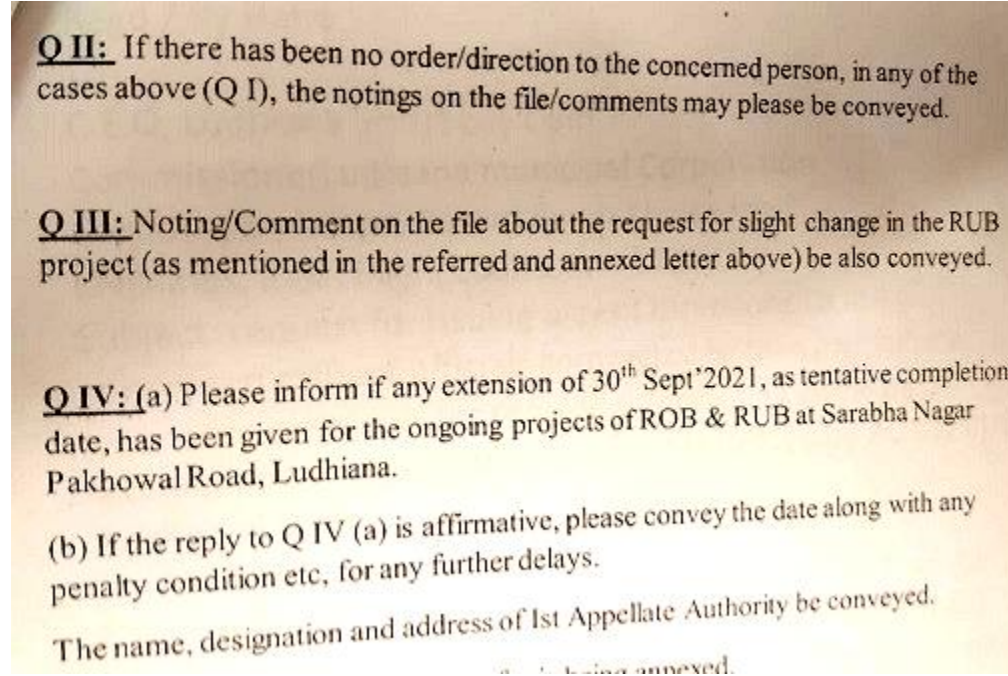 Q II: If there has been no order/direction to the concerned person, in any of the
cases above (Q I), the notings on the file/comments may please be conveyed.
Q III: Noting/Comment on the file about the request for slight change in the RUB
project (as mentioned in the referred and annexed letter above) be also conveyed.
Q IV: (a) Please inform if any extension of 30th Sept'2021, as tentative completion
date, has been given for the ongoing projects of ROB & RUB at Sarabha Nagar
Pakhowal Road, Ludhiana.
(b) If the reply to Q IV (a) is affirmative, please convey the date along with any
penalty condition etc, for any further delays.
The name, designation and address of Ist Appellate Authority be conveyed.
being annexed.